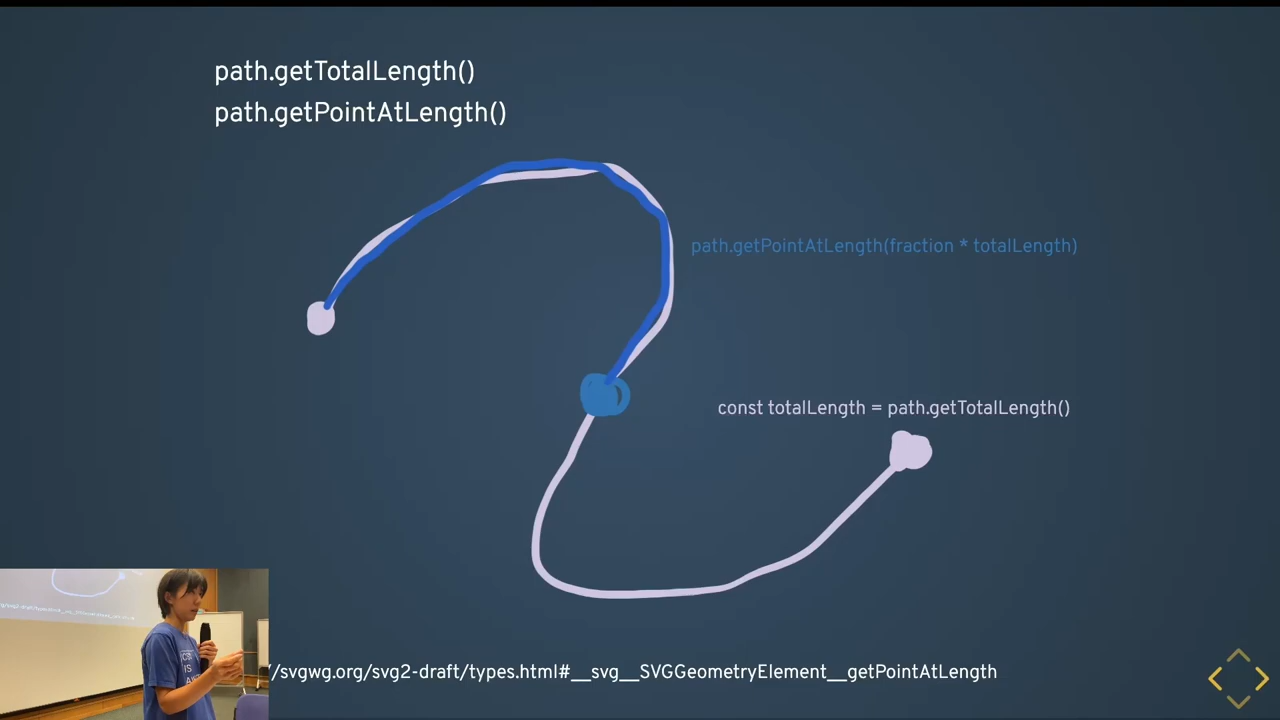 path.getTotalLength()
path.getPointAtLength()
path.getPointAtLength(fraction * totalLength)
const totalLength = path.getTotalLength()
//svgwg.org/svg2-draft/types.html#__svg__SVGGeometryElement__getPointAtLength
IS